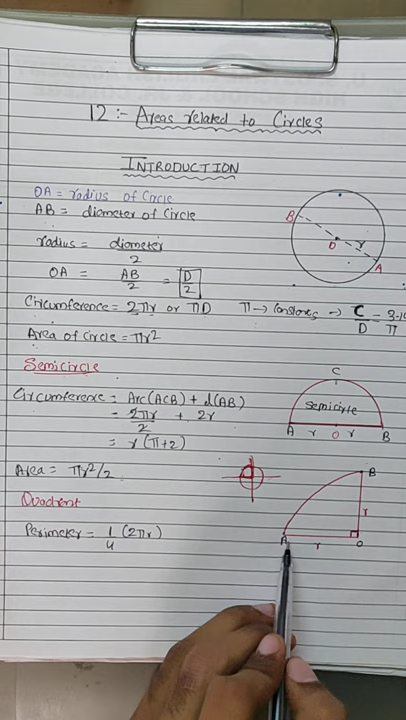 12 :- Areas related to Circles
INTRODUCTION
OA = radius of Circle
AB = diameter of Circle
radius = diameter
2
OA = AB = D
2 2
B
O
r
A
Circumference = 2πr or πD π → constant → C = 3.14
D π
Area of circle = πr²
Semicircle
C
Circumference = Arc(ACB) + d(AB)
= 2πr + 2r
2
= r(π+2)
Semicircle
A r O r B
Area = πr²/2
Quadrant
Perimeter = 1 (2πr)
4
B
r
A r O